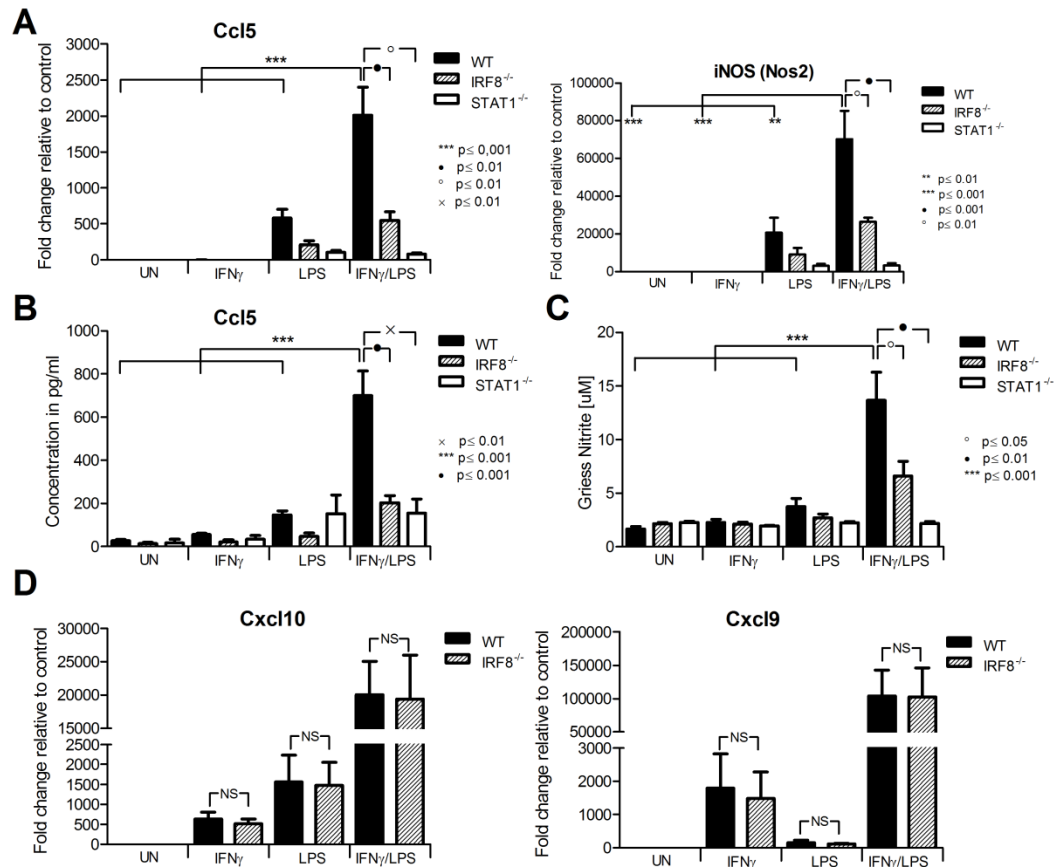 A
Ccl5
Fold change relative to control
3000
2500
2000
1500
1000
500
0
***
○
●
WT
IRF8-/-
STAT1-/-
*** p≤ 0,001
● p≤ 0.01
○ p≤ 0.01
× p≤ 0.01
UN
IFNγ
LPS
IFNγ/LPS
iNOS (Nos2)
Fold change relative to control
100000
80000
60000
40000
20000
0
***
***
**
●
○
WT
IRF8-/-
STAT1-/-
** p≤ 0.01
*** p≤ 0.001
● p≤ 0.001
○ p≤ 0.01
UN
IFNγ
LPS
IFNγ/LPS
B
Ccl5
Concentration in pg/ml
1000
800
600
400
200
0
***
×
●
WT
IRF8-/-
STAT1-/-
× p≤ 0.01
*** p≤ 0.001
● p≤ 0.001
UN
IFNγ
LPS
IFNγ/LPS
C
Griess Nitrite [uM]
20
15
10
5
0
***
●
○
WT
IRF8-/-
STAT1-/-
○ p≤ 0.05
● p≤ 0.01
*** p≤ 0.001
UN
IFNγ
LPS
IFNγ/LPS
D
Cxcl10
Fold change relative to control
30000
25000
20000
15000
10000
2500
2000
1500
1000
500
0
NS
NS
NS
WT
IRF8-/-
UN
IFNγ
LPS
IFNγ/LPS
Cxcl9
Fold change relative to control
200000
150000
100000
50000
3000
2000
1000
0
NS
NS
NS
WT
IRF8-/-
UN
IFNγ
LPS
IFNγ/LPS